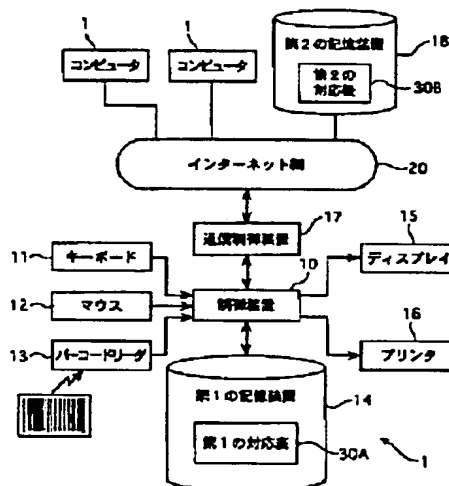 1
1
コンピュータ
コンピュータ
第2の記憶装置
18
第2の
対応表
30B
インターネット網
20
17
通信制御装置
11
キーボード
10
15
ディスプレイ
12
マウス
制御装置
16
プリンタ
13
バーコードリーダ
第1の記憶装置
14
第1の対応表
30A
1